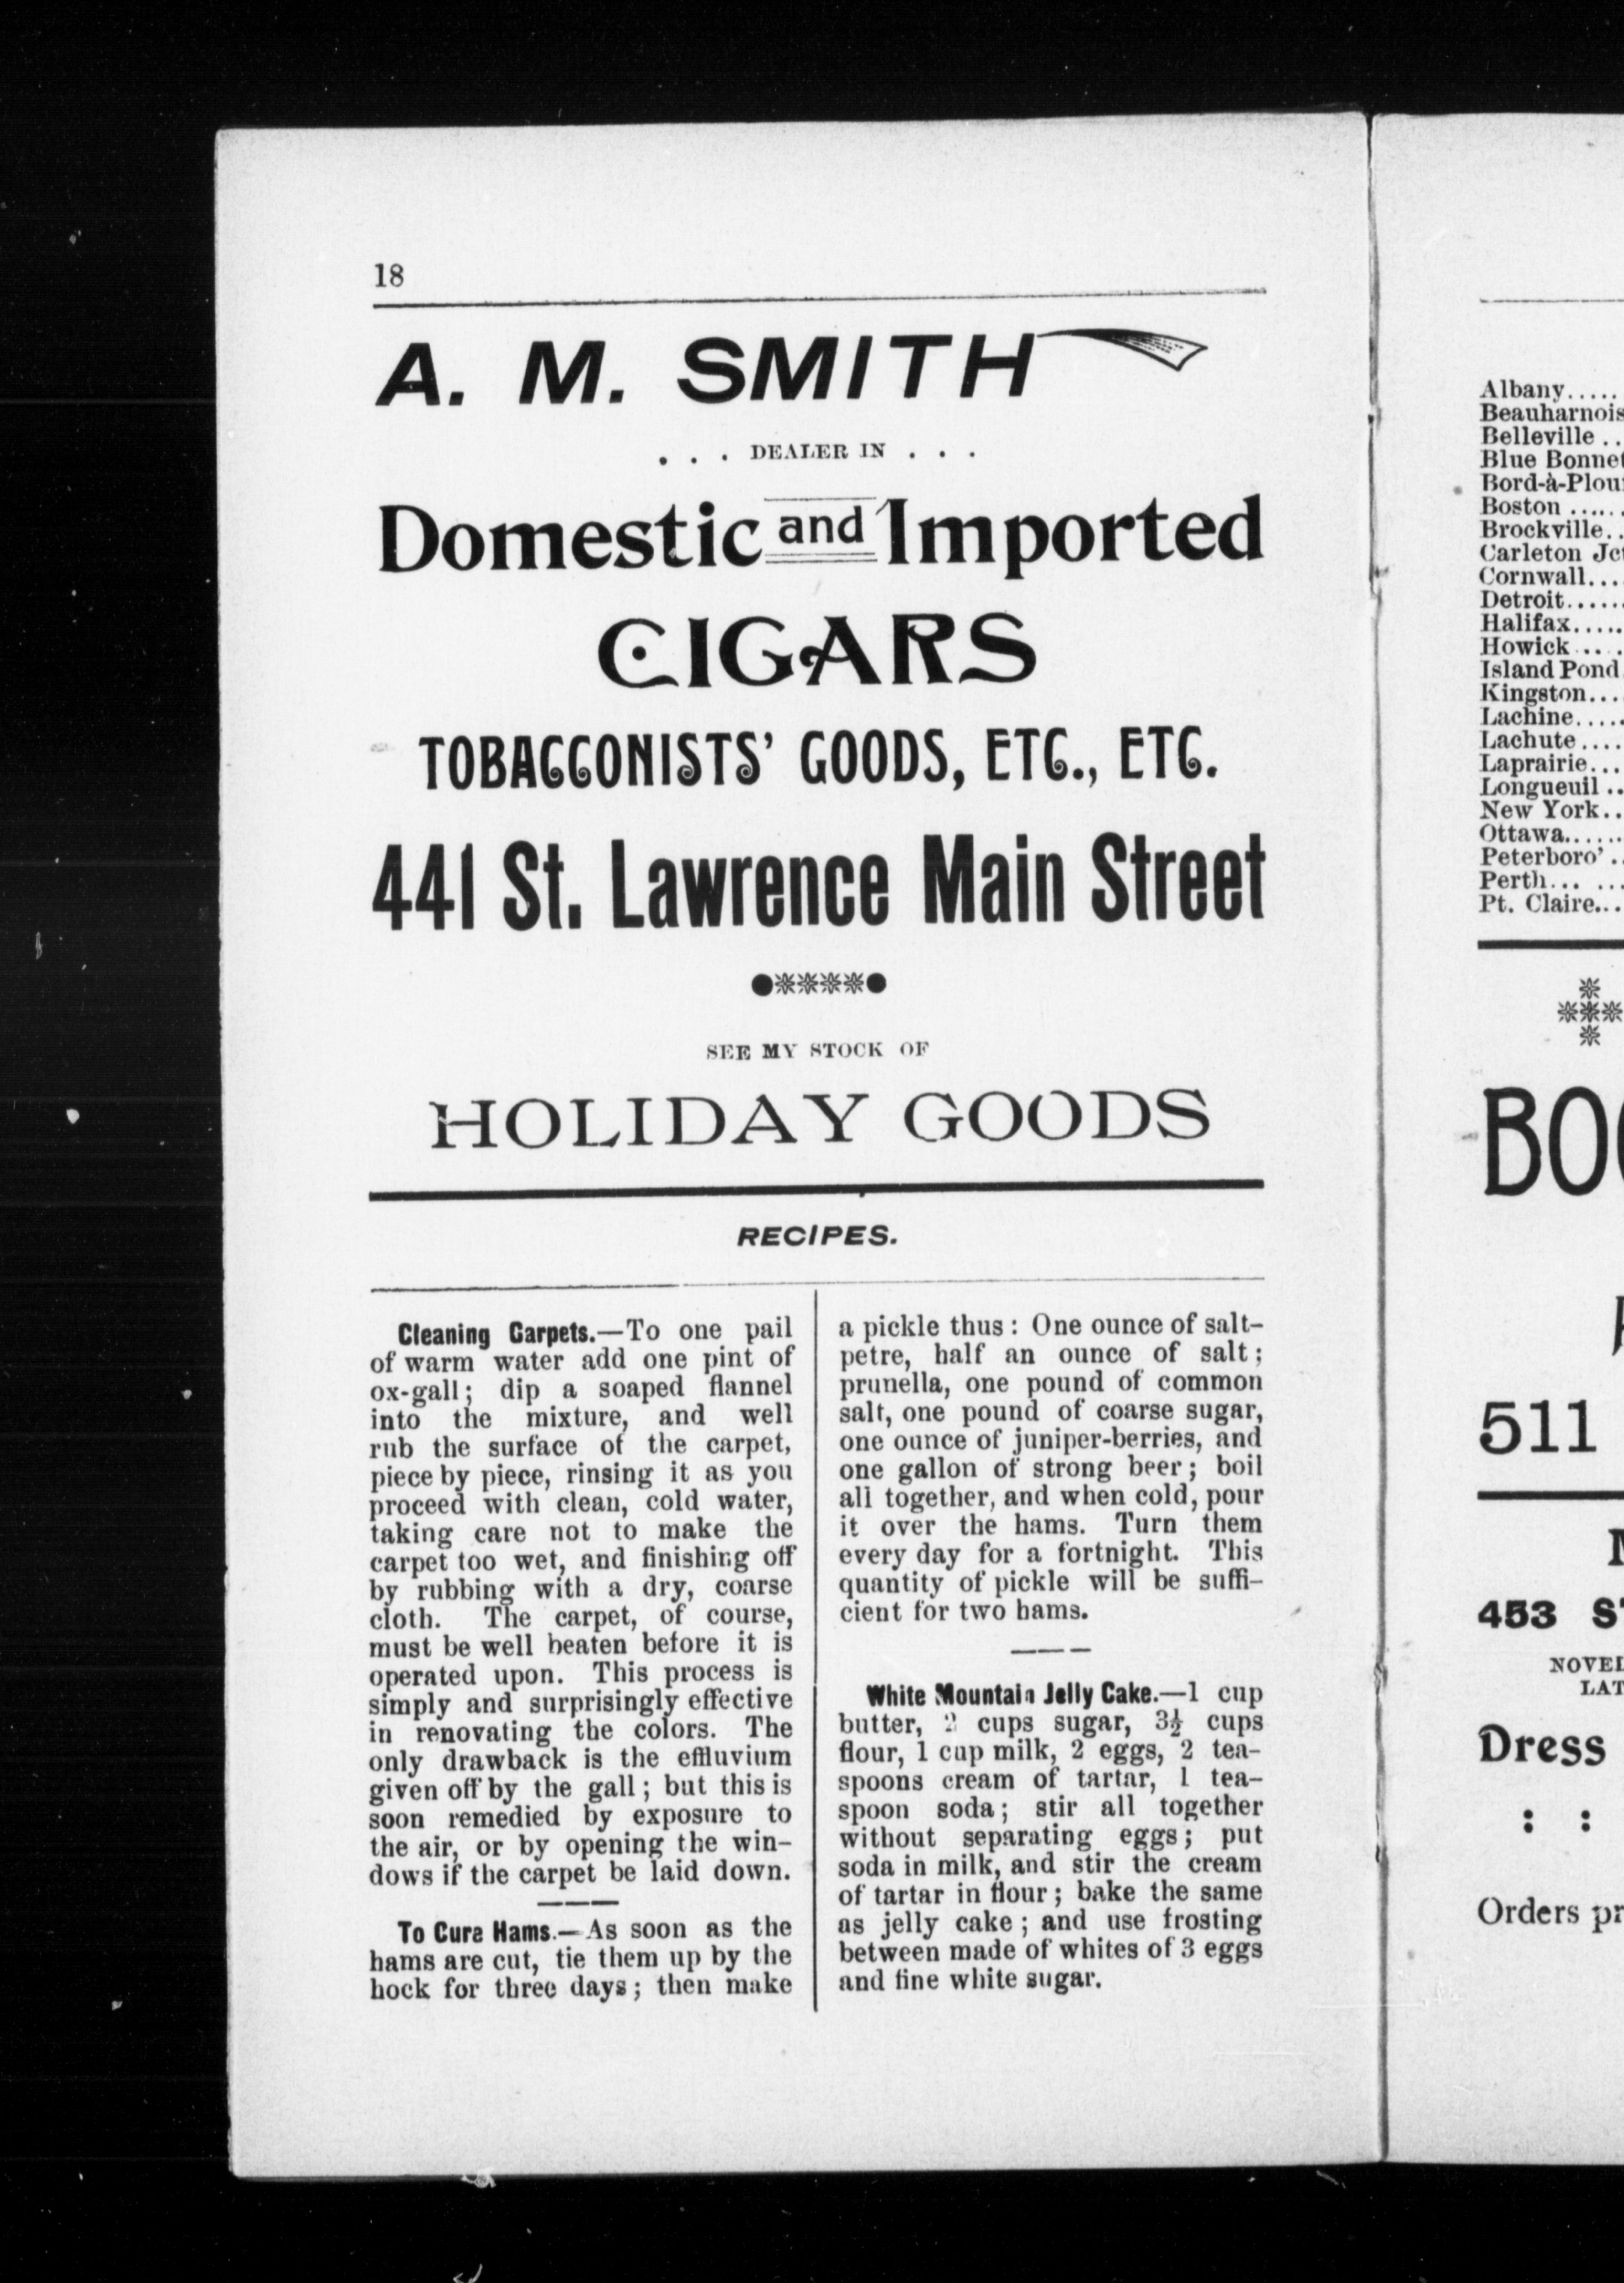 18
A. M. SMITH
. . . DEALER IN . . .
Domestic and Imported
CIGARS
TOBACCONISTS' GOODS, ETC., ETC.
441 St. Lawrence Main Street
SEE MY STOCK OF
HOLIDAY GOODS
RECIPES.
Cleaning Carpets.—To one pail
of warm water add one pint of
ox-gall; dip a soaped flannel
into the mixture, and well
rub the surface of the carpet,
piece by piece, rinsing it as you
proceed with clean, cold water,
taking care not to make the
carpet too wet, and finishing off
by rubbing with a dry, coarse
cloth. The carpet, of course,
must be well beaten before it is
operated upon. This process is
simply and surprisingly effective
in renovating the colors. The
only drawback is the effluvium
given off by the gall; but this is
soon remedied by exposure to
the air, or by opening the win-
dows if the carpet be laid down.
To Cure Hams.—As soon as the
hams are cut, tie them up by the
hock for three days; then make
a pickle thus: One ounce of salt-
petre, half an ounce of salt;
prunella, one pound of common
salt, one pound of coarse sugar,
one ounce of juniper-berries, and
one gallon of strong beer; boil
all together, and when cold, pour
it over the hams. Turn them
every day for a fortnight. This
quantity of pickle will be suffi-
cient for two hams.
White Mountain Jelly Cake.—1 cup
butter, 2 cups sugar, 3½ cups
flour, 1 cup milk, 2 eggs, 2 tea-
spoons cream of tartar, 1 tea-
spoon soda; stir all together
without separating eggs; put
soda in milk, and stir the cream
of tartar in flour; bake the same
as jelly cake; and use frosting
between made of whites of 3 eggs
and fine white sugar.
Albany.....
Beauharnois
Belleville ..
Blue Bonnet
Bord-à-Plou
Boston ......
Brockville..
Carleton Jc
Cornwall...
Detroit......
Halifax.....
Howick ...
Island Pond
Kingston...
Lachine.....
Lachute....
Laprairie...
Longueuil ..
New York..
Ottawa......
Peterboro' .
Perth... ...
Pt. Claire...
BO
511
453 S
NOVEL
LAT
Dress
: :
Orders pr